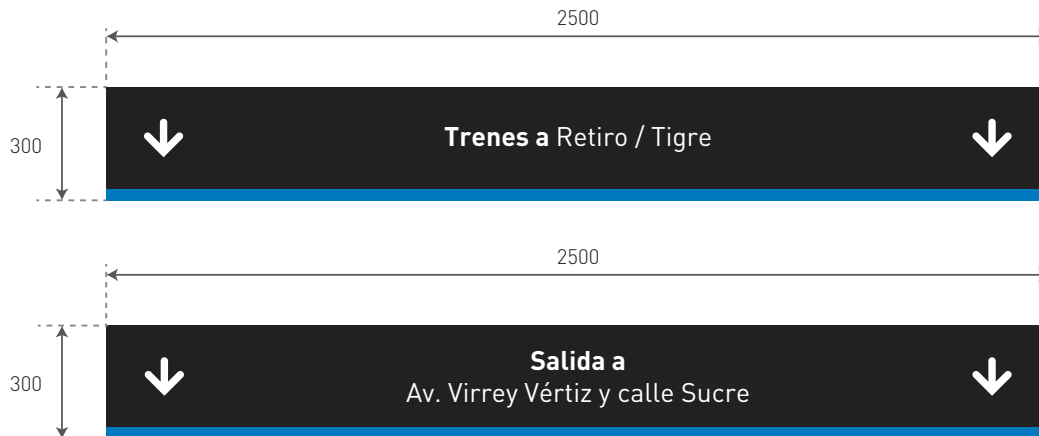 2500
300
Trenes a Retiro / Tigre
2500
300
Salida a
Av. Virrey Vértiz y calle Sucre